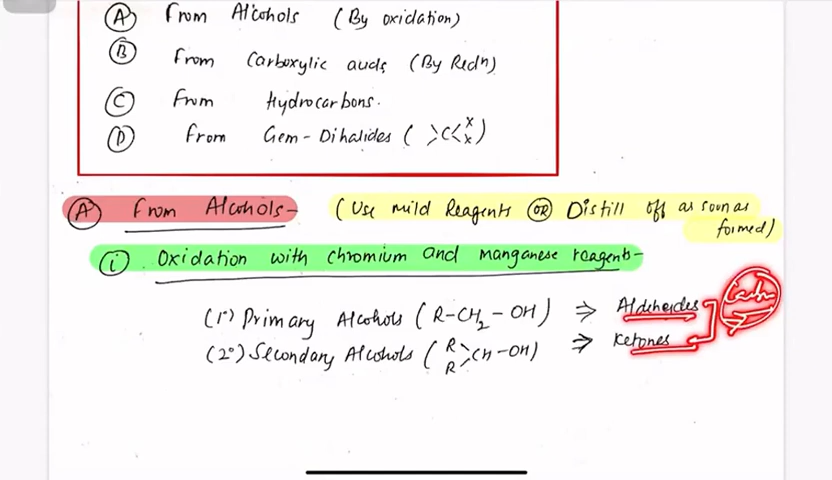 (A) From Alcohols (By oxidation)
(B) From Carboxylic auds (By Redn)
(C) From Hydrocarbons.
(D) From Gem-Dihalides ( >C< X X )
(A) From Alcohols- (Use mild Reagents (OR) Distill off as soon as
formed)
(i) Oxidation with chromium and manganese reagents-
(1°) Primary Alcohols (R-CH2-OH) ⇒ Aldehydes
(2°) Secondary Alcohols ( R R >CH-OH) ⇒ Ketones